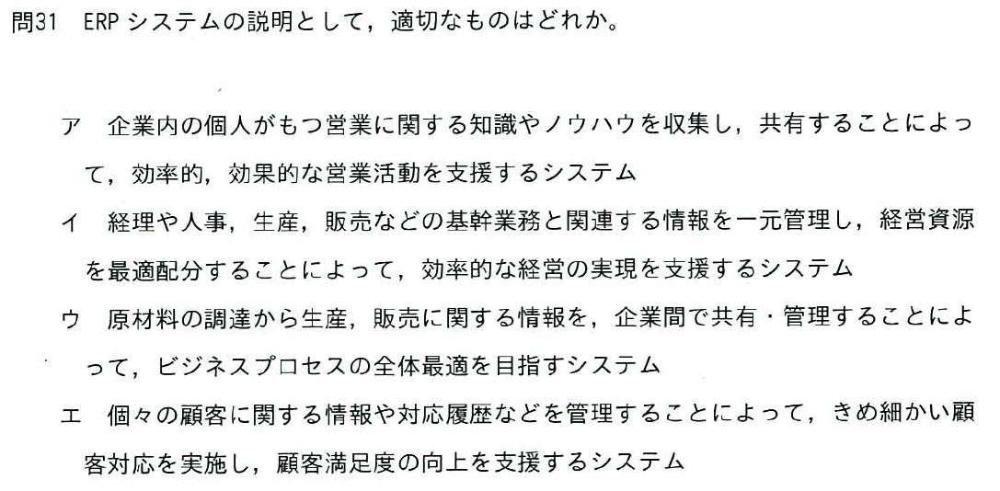 問31 ERP システムの説明として，適切なものはどれか。
ア 企業内の個人がもつ営業に関する知識やノウハウを収集し，共有することによっ
て，効率的，効果的な営業活動を支援するシステム
イ 経理や人事，生産，販売などの基幹業務と関連する情報を一元管理し，経営資源
を最適配分することによって，効率的な経営の実現を支援するシステム
ウ 原材料の調達から生産，販売に関する情報を，企業間で共有・管理することによ
って，ビジネスプロセスの全体最適を目指すシステム
エ 個々の顧客に関する情報や対応履歴などを管理することによって，きめ細かい顧
客対応を実施し，顧客満足度の向上を支援するシステム